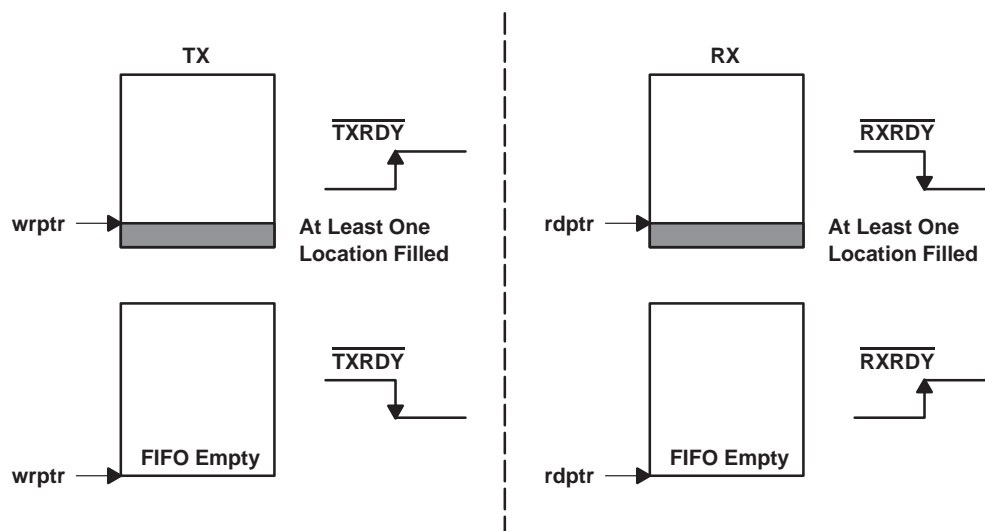 TX
TXRDY
wrptr
At Least One
Location Filled
TXRDY
FIFO Empty
wrptr
RX
RXRDY
rdptr
At Least One
Location Filled
RXRDY
FIFO Empty
rdptr